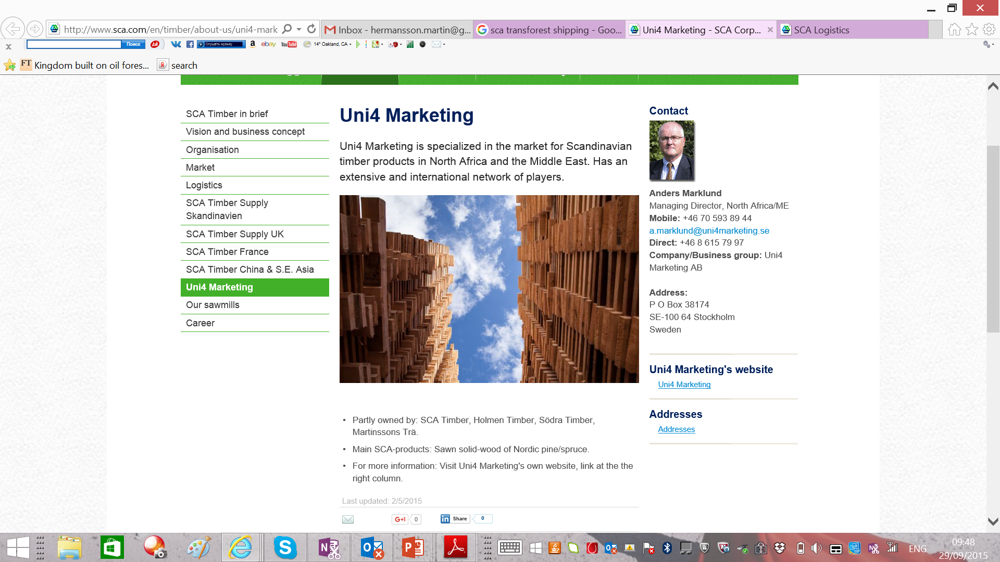 http://www.sca.com/en/timber/about-us/uni4-mark
Inbox - hermansson.martin@g...
sca transforest shipping - Goo...
Uni4 Marketing - SCA Corp...
SCA Logistics
x
Поиск
Ask
Слушать музыку
a
ebay
YouTube
14° Oakland, CA
FT
Kingdom built on oil fores...
Я
search
SCA Timber in brief
Vision and business concept
Organisation
Market
Logistics
SCA Timber Supply
Skandinavien
SCA Timber Supply UK
SCA Timber France
SCA Timber China & S.E. Asia
Uni4 Marketing
Our sawmills
Career
Uni4 Marketing
Uni4 Marketing is specialized in the market for Scandinavian
timber products in North Africa and the Middle East. Has an
extensive and international network of players.
• Partly owned by: SCA Timber, Holmen Timber, Södra Timber,
Martinssons Trä.
• Main SCA-products: Sawn solid-wood of Nordic pine/spruce.
• For more information: Visit Uni4 Marketing's own website, link at the the
right column.
Last updated: 2/5/2015
G+1
0
in Share
0
Contact
Anders Marklund
Managing Director, North Africa/ME
Mobile: +46 70 593 89 44
a.marklund@uni4marketing.se
Direct: +46 8 615 79 97
Company/Business group: Uni4
Marketing AB
Address:
P O Box 38174
SE-100 64 Stockholm
Sweden
Uni4 Marketing's website
Uni4 Marketing
Addresses
Addresses
ENG
09:48
29/09/2015